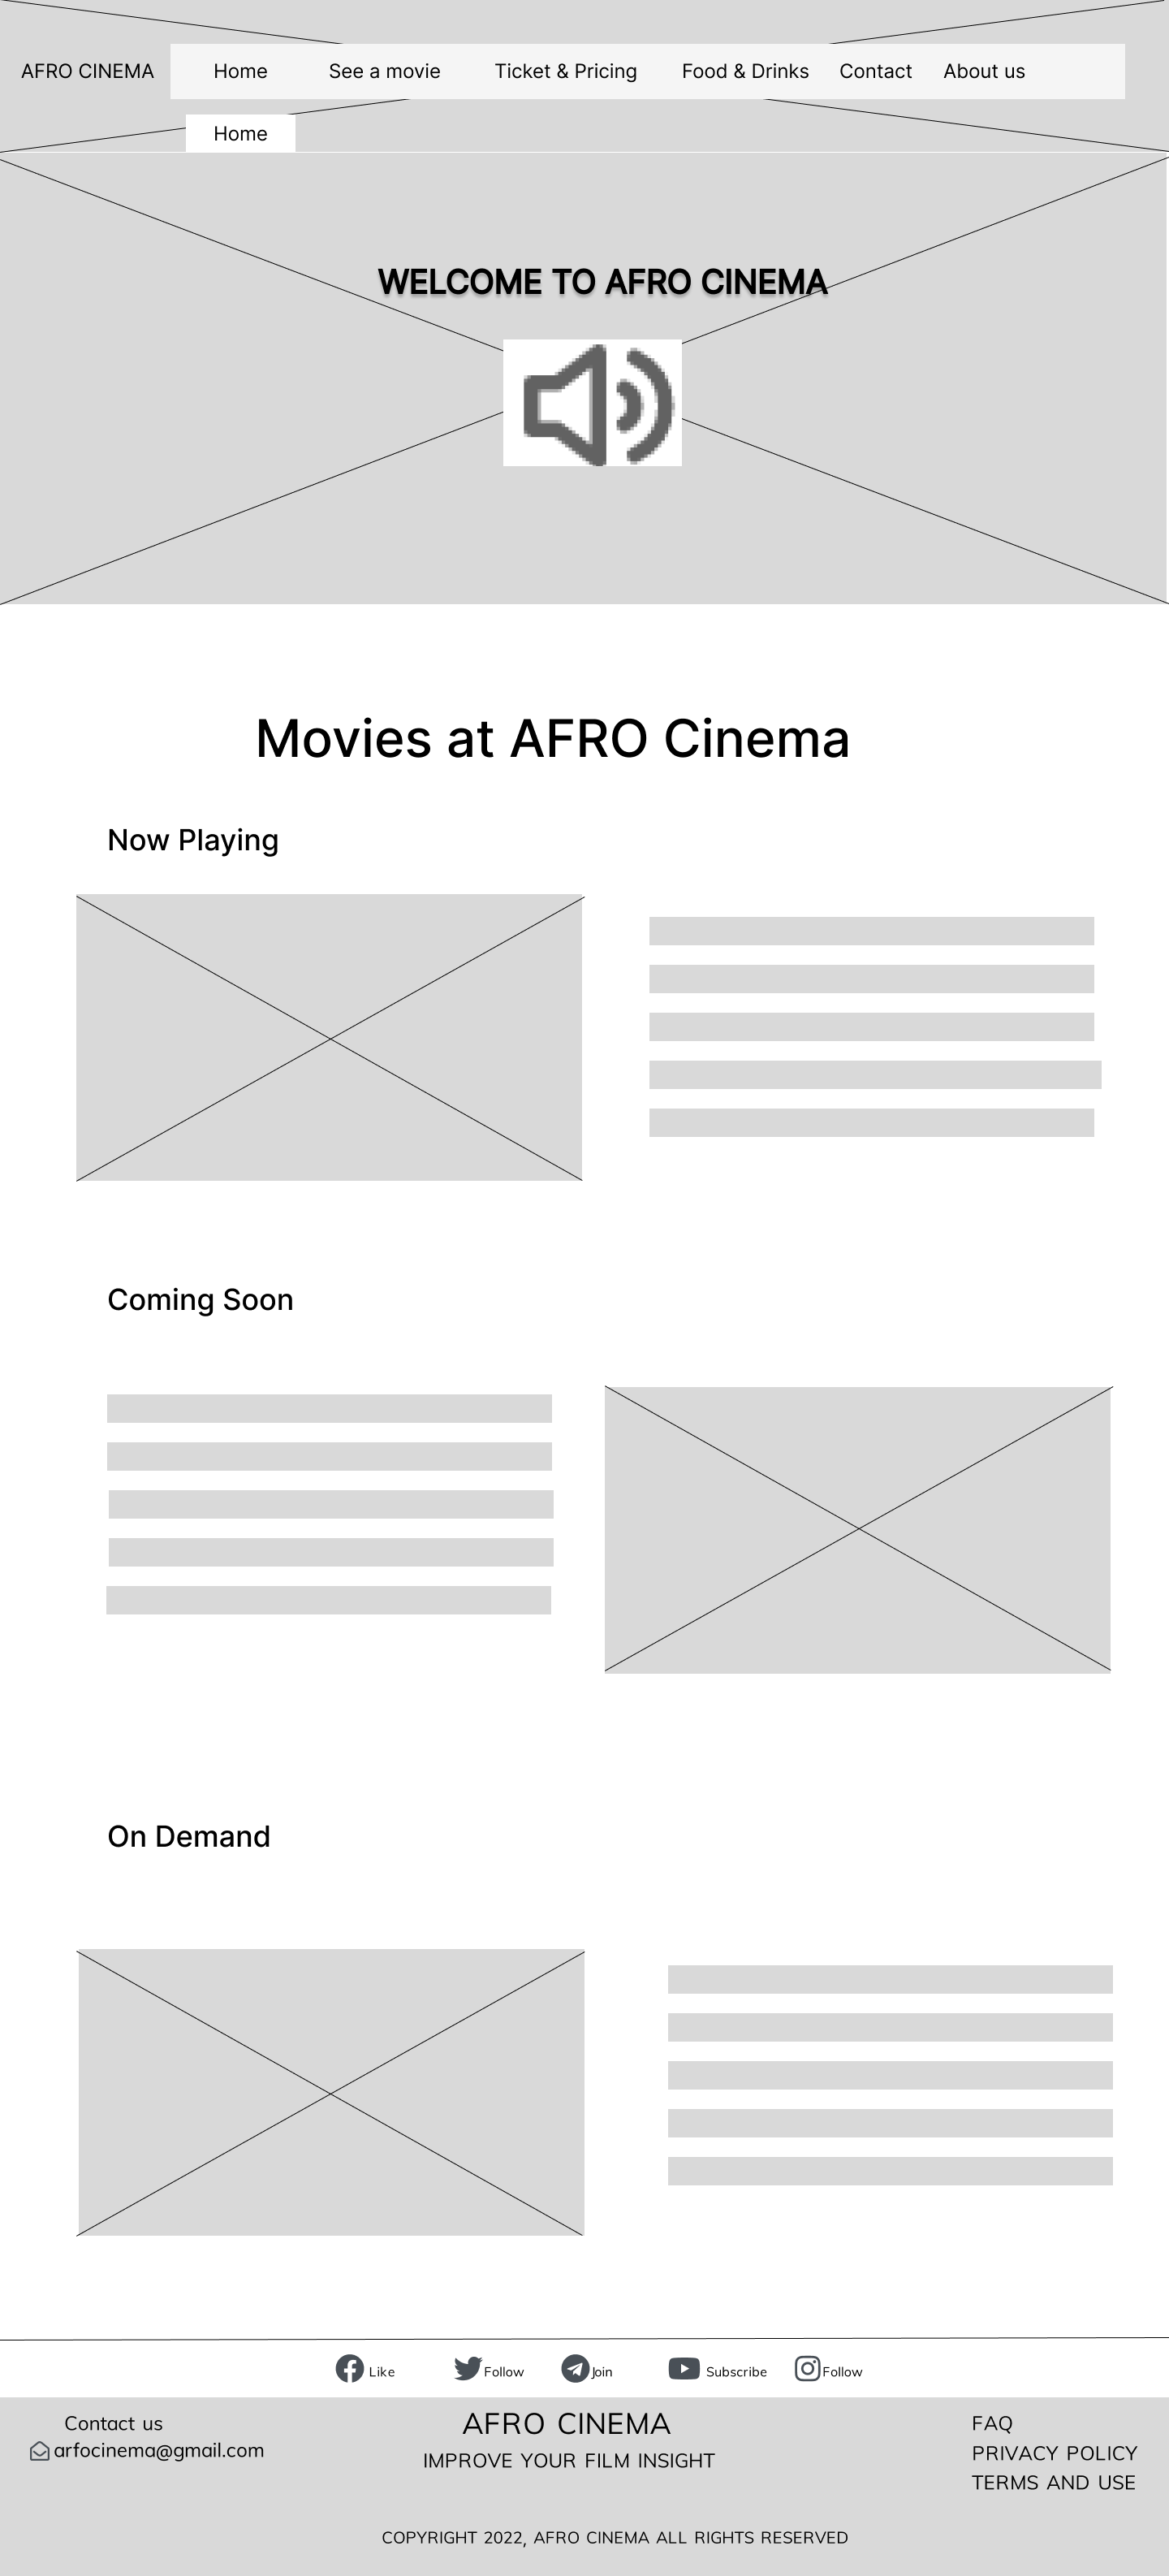 AFRO CINEMA Home See a movie Ticket & Pricing Food & Drinks Contact About us
Home
WELCOME TO AFRO CINEMA
Movies at AFRO Cinema
Now Playing
Coming Soon
On Demand
Like Follow Join Subscribe Follow
Contact us
arfocinema@gmail.com
AFRO CINEMA
IMPROVE YOUR FILM INSIGHT
FAQ
PRIVACY POLICY
TERMS AND USE
COPYRIGHT 2022, AFRO CINEMA ALL RIGHTS RESERVED